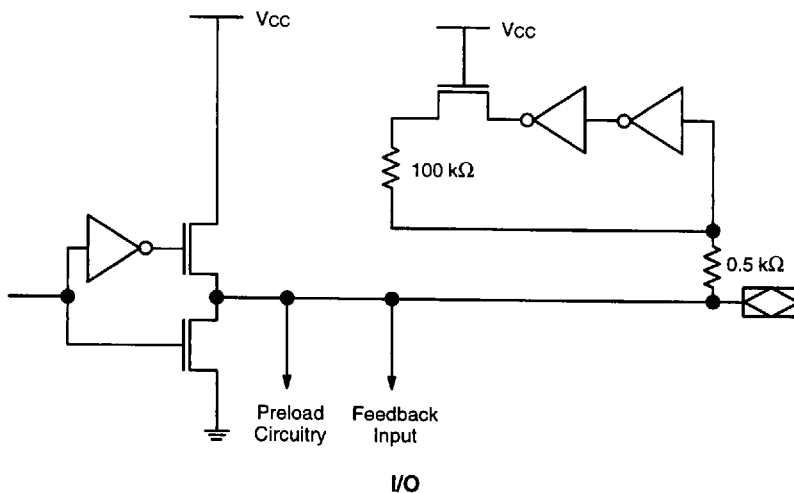 VCC
VCC
100 kΩ
0.5 kΩ
Preload
Circuitry
Feedback
Input
I/O